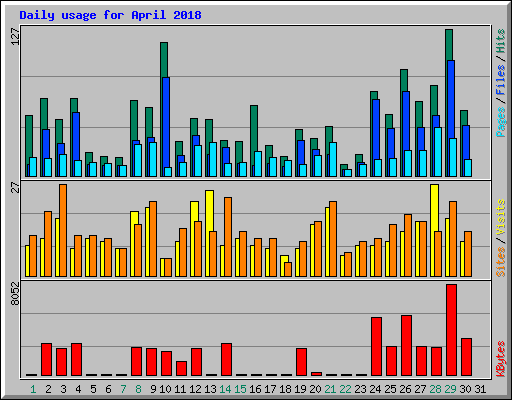 Daily usage for April 2018
127
Pages / Files / Hits
27
Sites / Visits
8052
KBytes
1 2 3 4 5 6 7 8 9 10 11 12 13 14 15 16 17 18 19 20 21 22 23 24 25 26 27 28 29 30 31